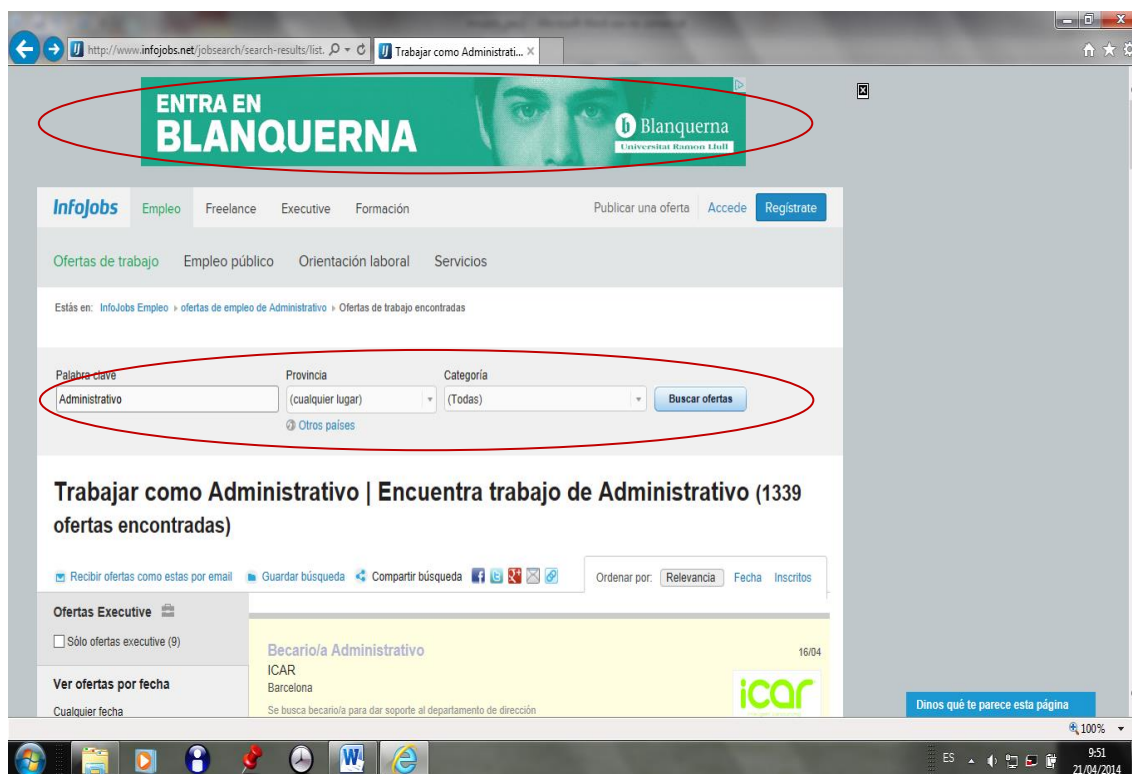 http://www.infojobs.net/jobsearch/search-results/list.
Trabajar como Administrati...
ENTRA EN
BLANQUERNA
b Blanquerna
Universitat Ramon Llull
InfoJobs Empleo Freelance Executive Formación Publicar una oferta Accede Regístrate
Ofertas de trabajo Empleo público Orientación laboral Servicios
Estás en: InfoJobs Empleo ofertas de empleo de Administrativo Ofertas de trabajo encontradas
Palabra clave Provincia Categoría
Administrativo (cualquier lugar) (Todas) Buscar ofertas
Otros países
Trabajar como Administrativo | Encuentra trabajo de Administrativo (1339
ofertas encontradas)
Recibir ofertas como estas por email Guardar búsqueda Compartir búsqueda Ordenar por: Relevancia Fecha Inscritos
Ofertas Executive
Sólo ofertas executive (9)
Becario/a Administrativo 16/04
ICAR
Barcelona
Se busca becario/a para dar soporte al departamento de dirección
icar
Ver ofertas por fecha
Cualquier fecha
Dinos qué te parece esta página
100%
ES 9:51
21/04/2014